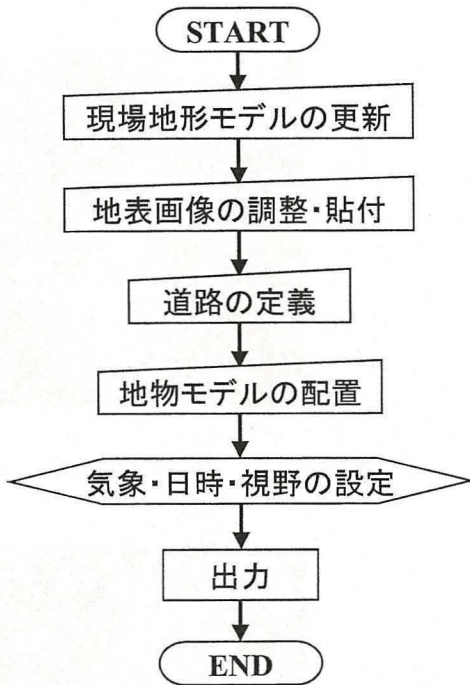 START
現場地形モデルの更新
地表画像の調整・貼付
道路の定義
地物モデルの配置
気象・日時・視野の設定
出力
END